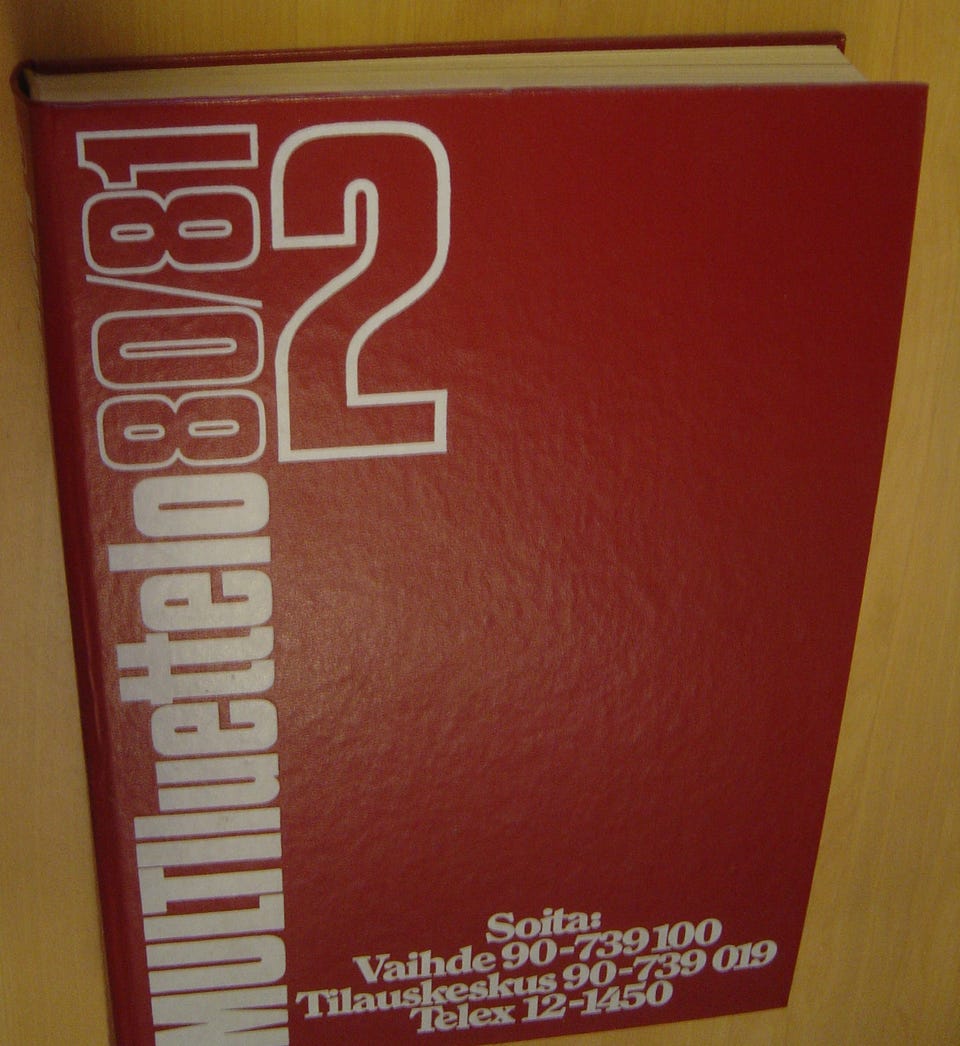 MULTIluettelo 80/81
2
Soita:
Vaihde 90-739 100
Tilauskeskus 90-739 019
Telex 12-1450